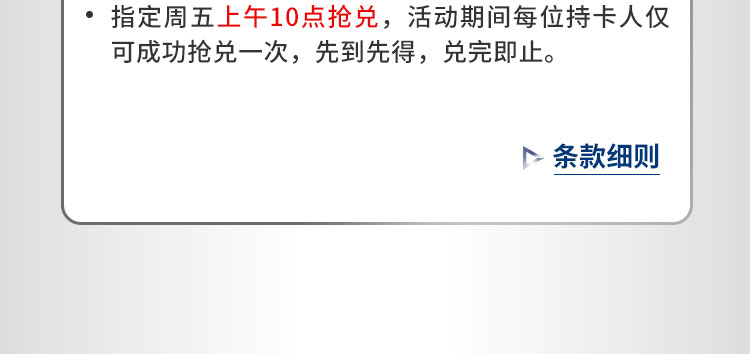 • 指定周五上午10点抢兑，活动期间每位持卡人仅
可成功抢兑一次，先到先得，兑完即止。
条款细则